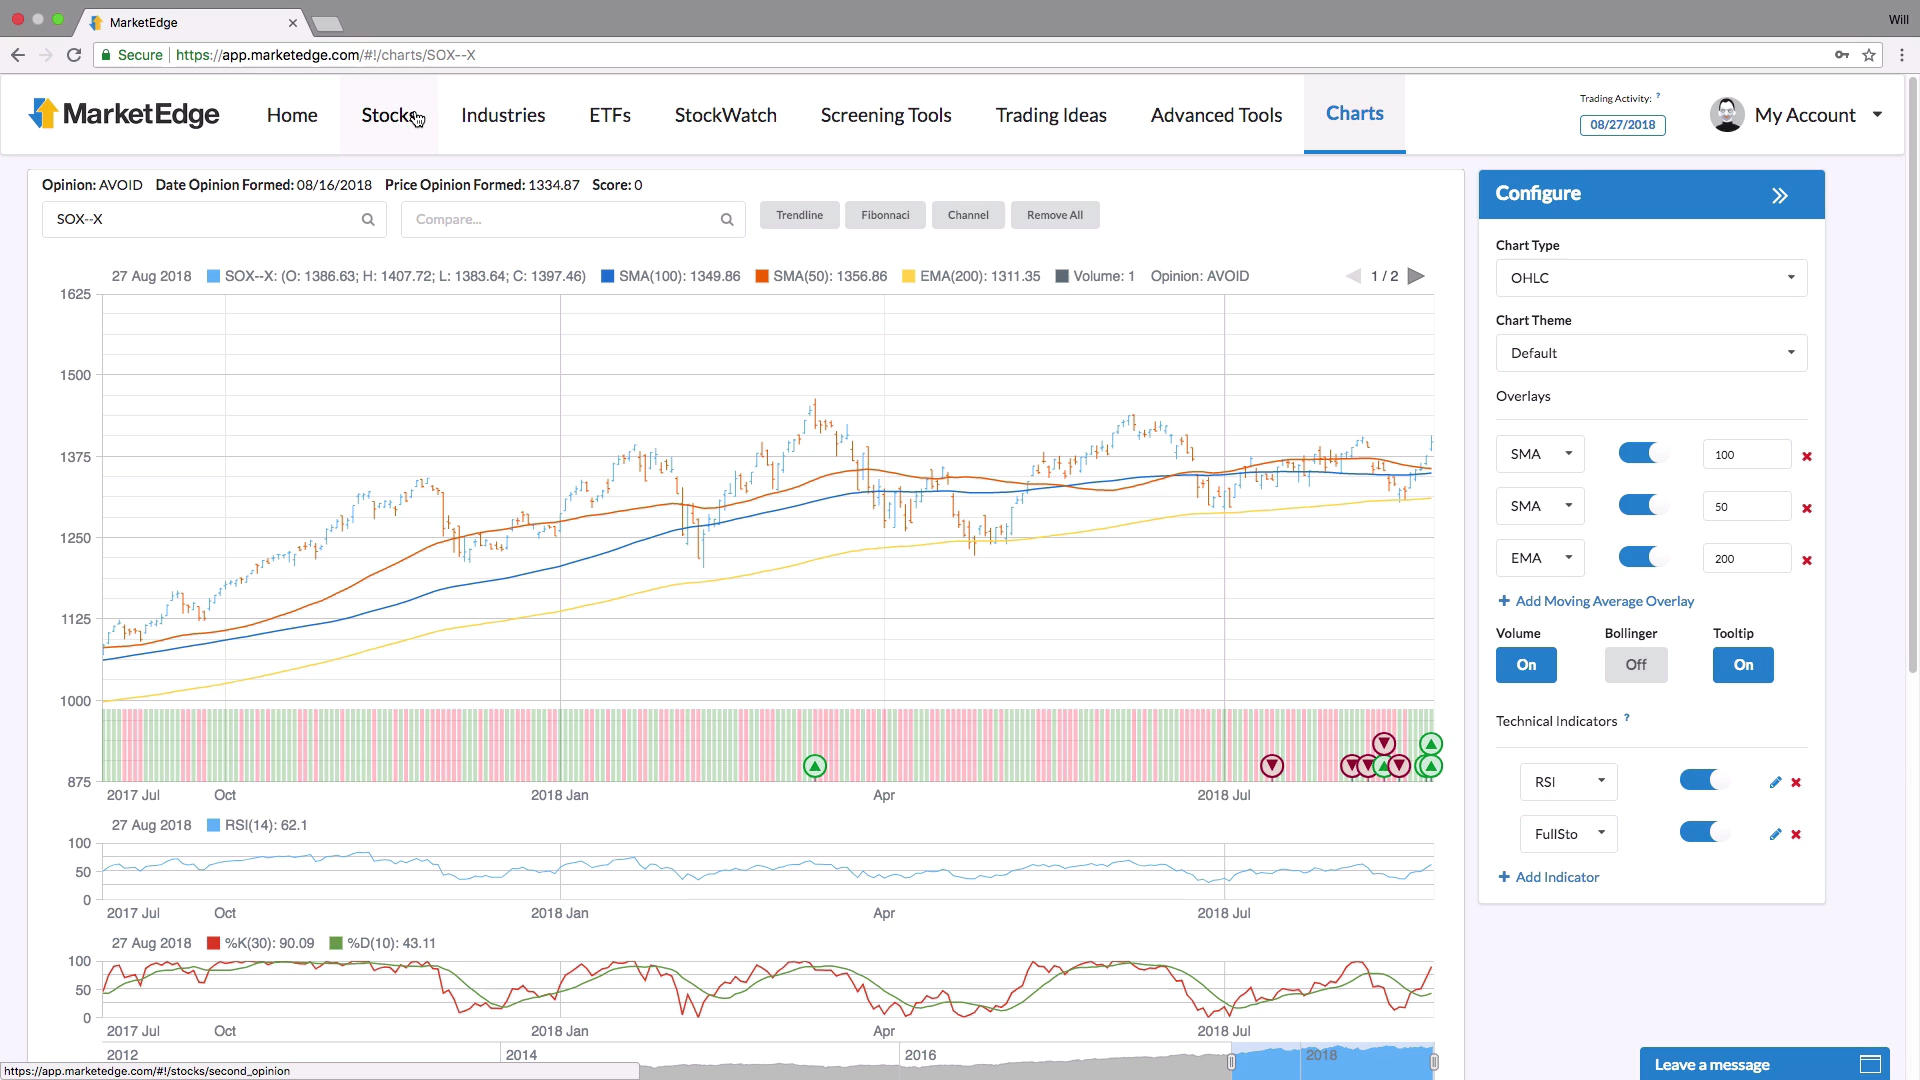 MarketEdge
Will
Secure https://app.marketedge.com/#!/charts/SOX--X
MarketEdge Home Stocks Industries ETFs StockWatch Screening Tools Trading Ideas Advanced Tools Charts
Trading Activity: ?
08/27/2018
My Account
Opinion: AVOID Date Opinion Formed: 08/16/2018 Price Opinion Formed: 1334.87 Score: 0
SOX--X
Compare...
Trendline Fibonnaci Channel Remove All
27 Aug 2018 SOX--X: (O: 1386.63; H: 1407.72; L: 1383.64; C: 1397.46) SMA(100): 1349.86 SMA(50): 1356.86 EMA(200): 1311.35 Volume: 1 Opinion: AVOID 1 / 2
1625
1500
1375
1250
1125
1000
875
2017 Jul Oct 2018 Jan Apr 2018 Jul
27 Aug 2018 RSI(14): 62.1
100
50
0
2017 Jul Oct 2018 Jan Apr 2018 Jul
27 Aug 2018 %K(30): 90.09 %D(10): 43.11
100
50
0
2017 Jul Oct 2018 Jan Apr 2018 Jul
2012 2014 2016 2018
https://app.marketedge.com/#!/stocks/second_opinion
Configure
Chart Type
OHLC
Chart Theme
Default
Overlays
SMA 100
SMA 50
EMA 200
+ Add Moving Average Overlay
Volume Bollinger Tooltip
On Off On
Technical Indicators ?
RSI
FullSto
+ Add Indicator
Leave a message